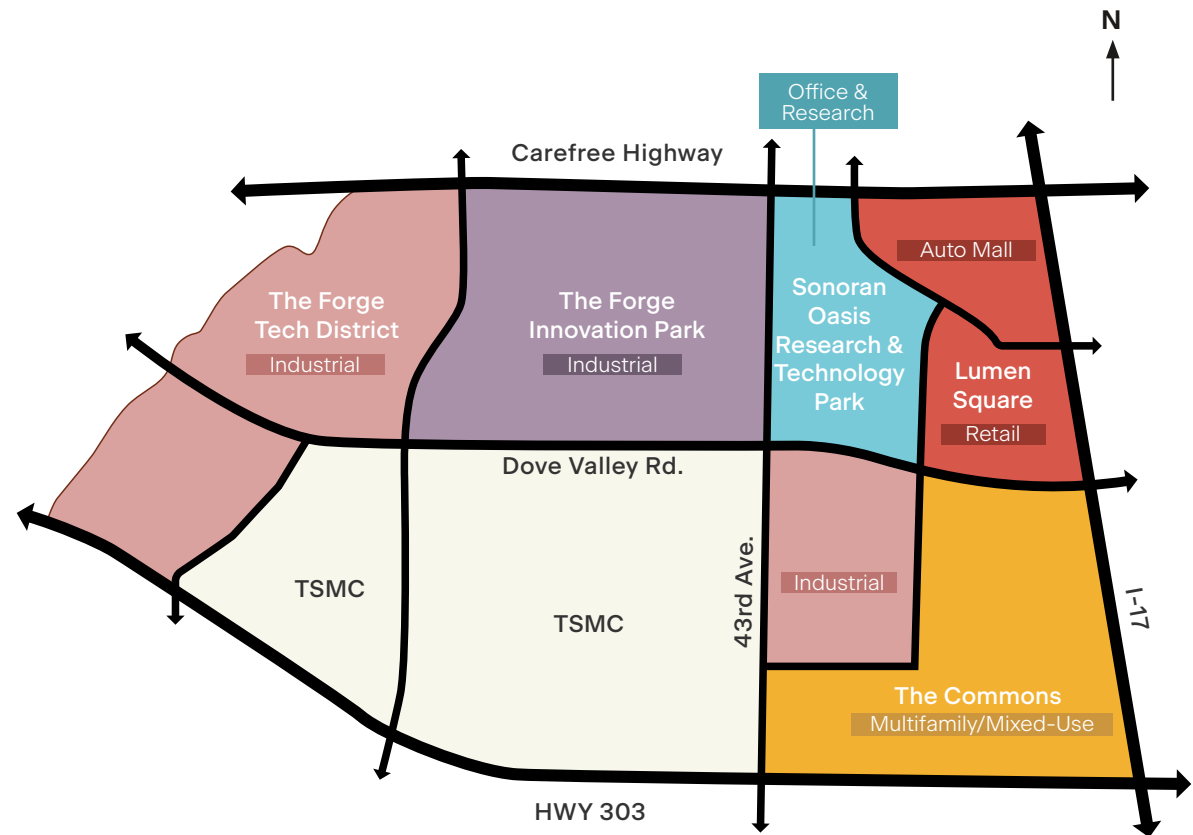 N
Office &
Research
Carefree Highway
Auto Mall
The Forge
Tech District
Industrial
The Forge
Innovation Park
Industrial
Sonoran
Oasis
Research &
Technology
Park
Lumen
Square
Retail
Dove Valley Rd.
TSMC
TSMC
43rd Ave.
Industrial
I-17
The Commons
Multifamily/Mixed-Use
HWY 303